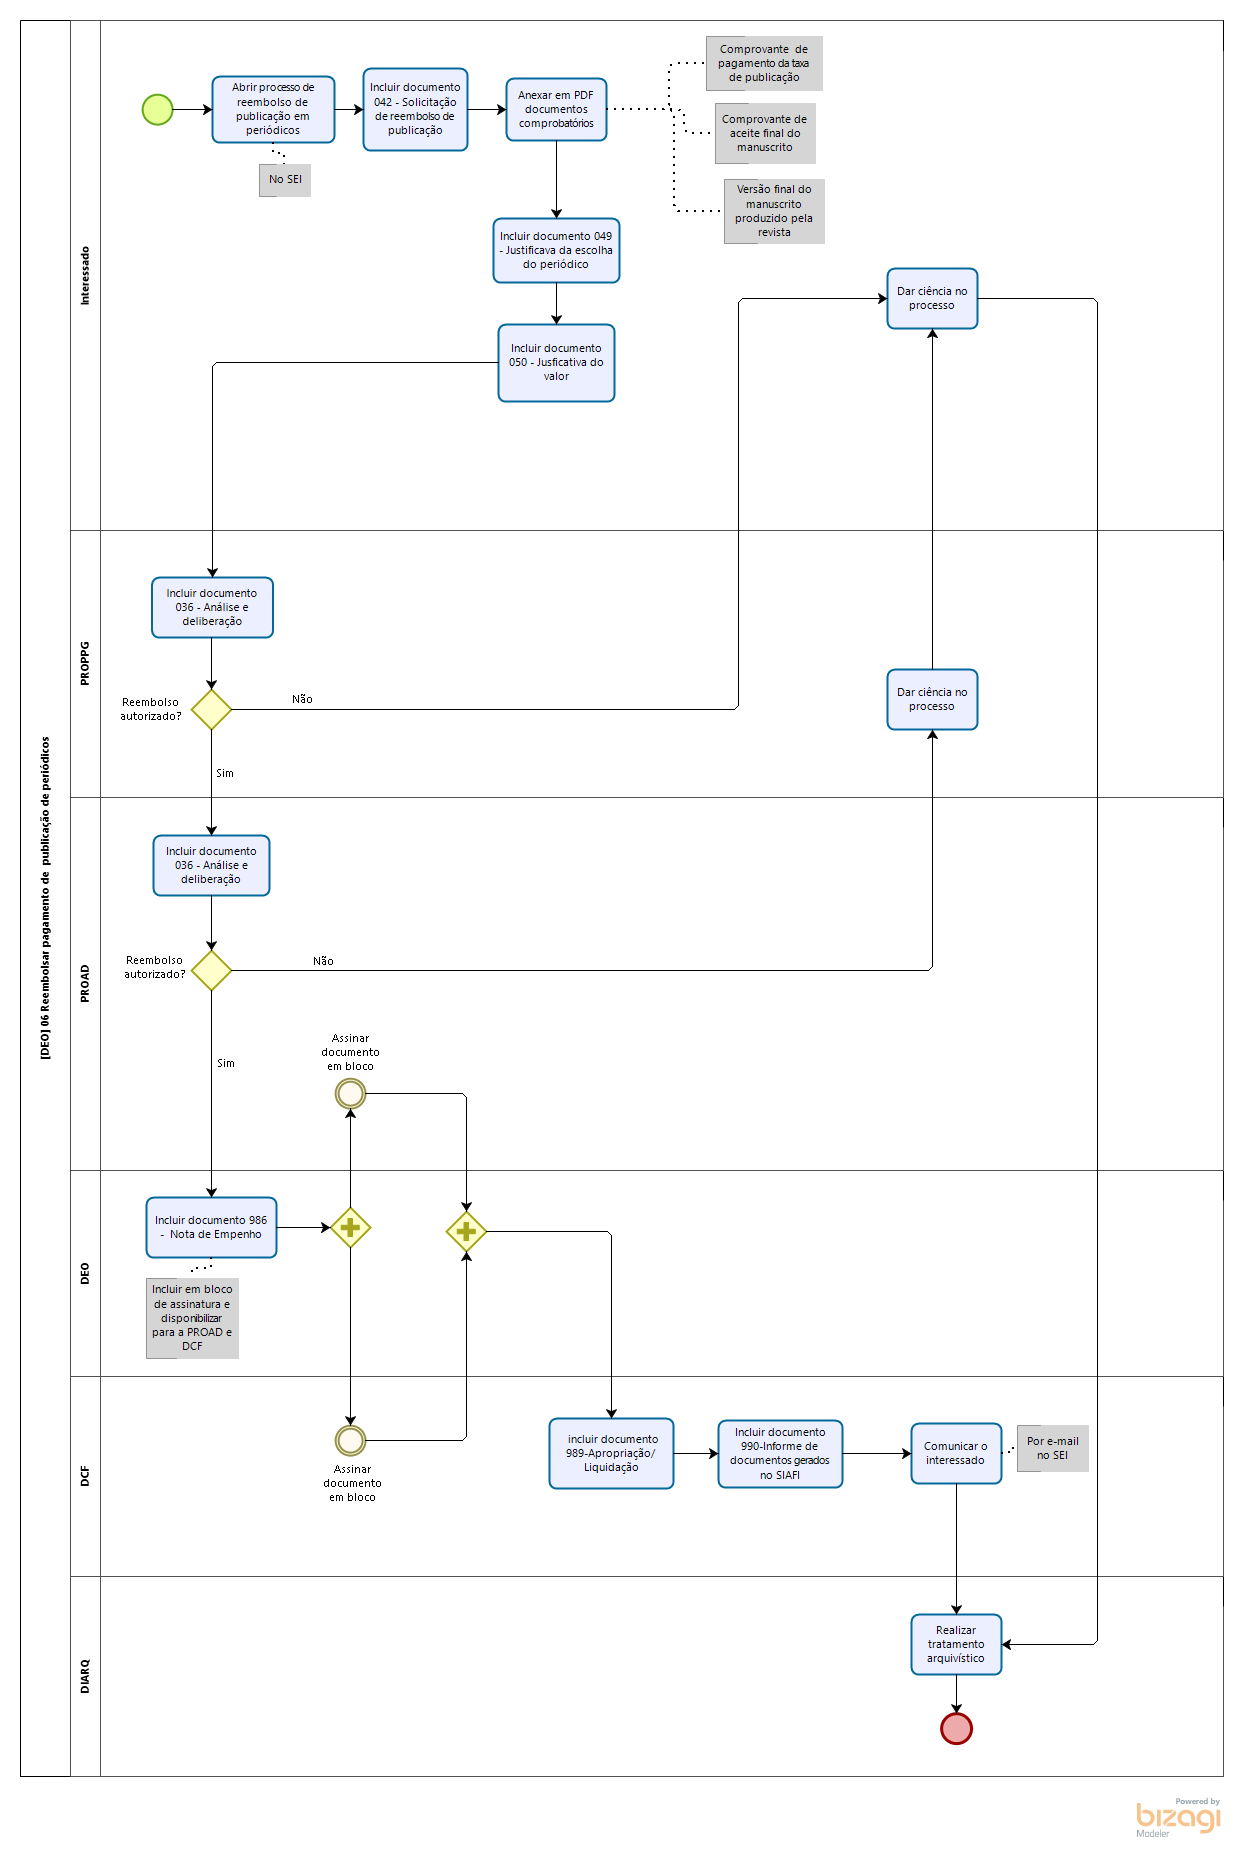 [DEO] 06 Reembolsar pagamento de  publicação de periódicos
Interessado
Abrir processo de
reembolso de
publicação em
periódicos
No SEI
Incluir documento
042 - Solicitação
de reembolso de
publicação
Anexar em PDF
documentos
comprobatórios
Comprovante  de
pagamento da taxa
de publicação
Comprovante de
aceite final do
manuscrito
Versão final do
manuscrito
produzido pela
revista
Incluir documento 049
- Justificava da escolha
do periódico
Incluir documento
050 - Jusficativa do
valor
Dar ciência no
processo
PROPPG
Incluir documento
036 - Análise e
deliberação
Reembolso
autorizado?
Não
Sim
Dar ciência no
processo
PROAD
Incluir documento
036 - Análise e
deliberação
Reembolso
autorizado?
Não
Sim
Assinar
documento
em bloco
DEO
Incluir documento 986
-  Nota de Empenho
Incluir em bloco
de assinatura e
disponibilizar
para a PROAD e
DCF
DCF
Assinar
documento
em bloco
incluir documento
989-Apropriação/
Liquidação
Incluir documento
990-Informe de
documentos gerados
no SIAFI
Comunicar o
interessado
Por e-mail
no SEI
DIARQ
Realizar
tratamento
arquivístico
Powered by
bizagi
Modeler